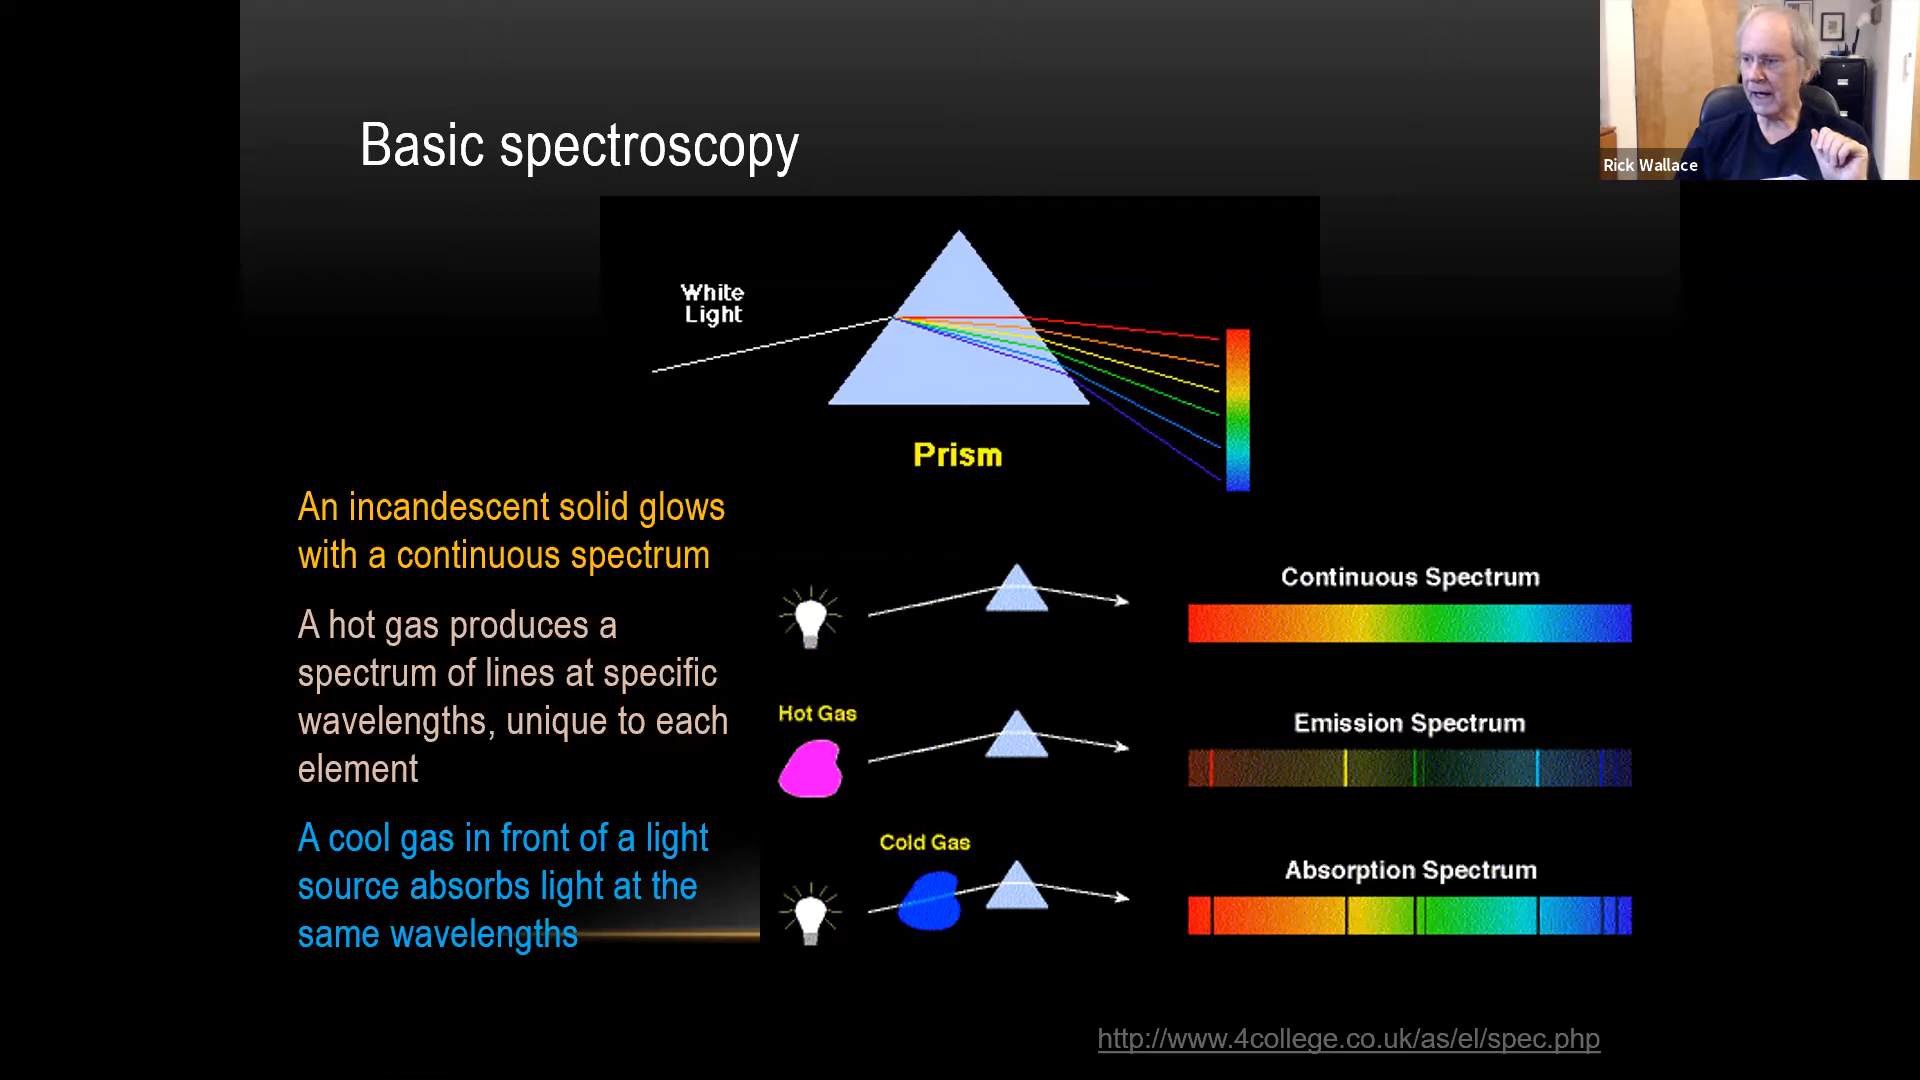 Basic spectroscopy
Rick Wallace
White
Light
Prism
An incandescent solid glows
with a continuous spectrum
A hot gas produces a
spectrum of lines at specific
wavelengths, unique to each
element
A cool gas in front of a light
source absorbs light at the
same wavelengths
Continuous Spectrum
Hot Gas
Emission Spectrum
Cold Gas
Absorption Spectrum
http://www.4college.co.uk/as/el/spec.php